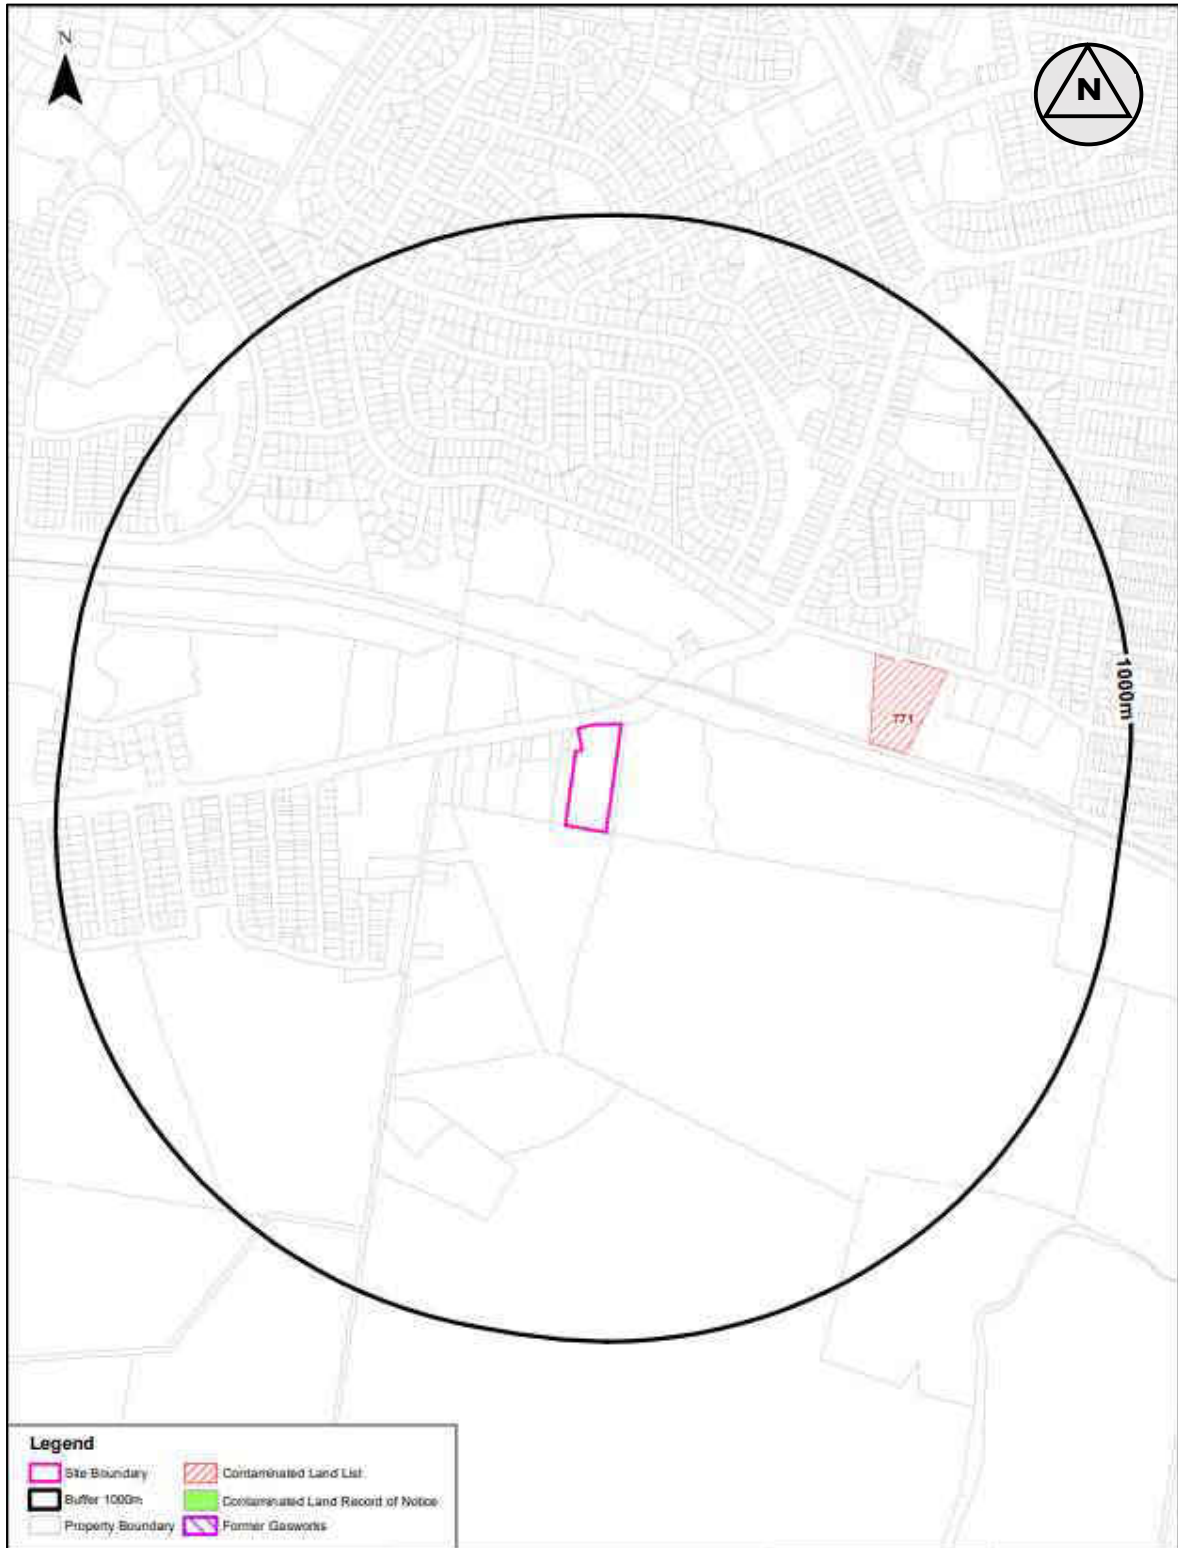 N
N
771
1000m
Legend
Site Boundary
Contaminated Land List
Buffer 1000m
Contaminated Land Record of Notice
Property Boundary
Former Gasworks